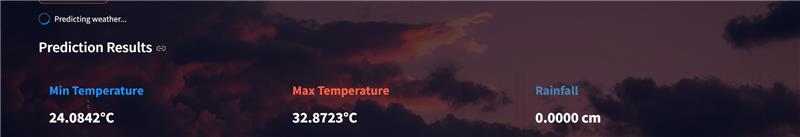 Predicting weather...
Prediction Results
Min Temperature
Max Temperature
Rainfall
24.0842°C
32.8723°C
0.0000 cm